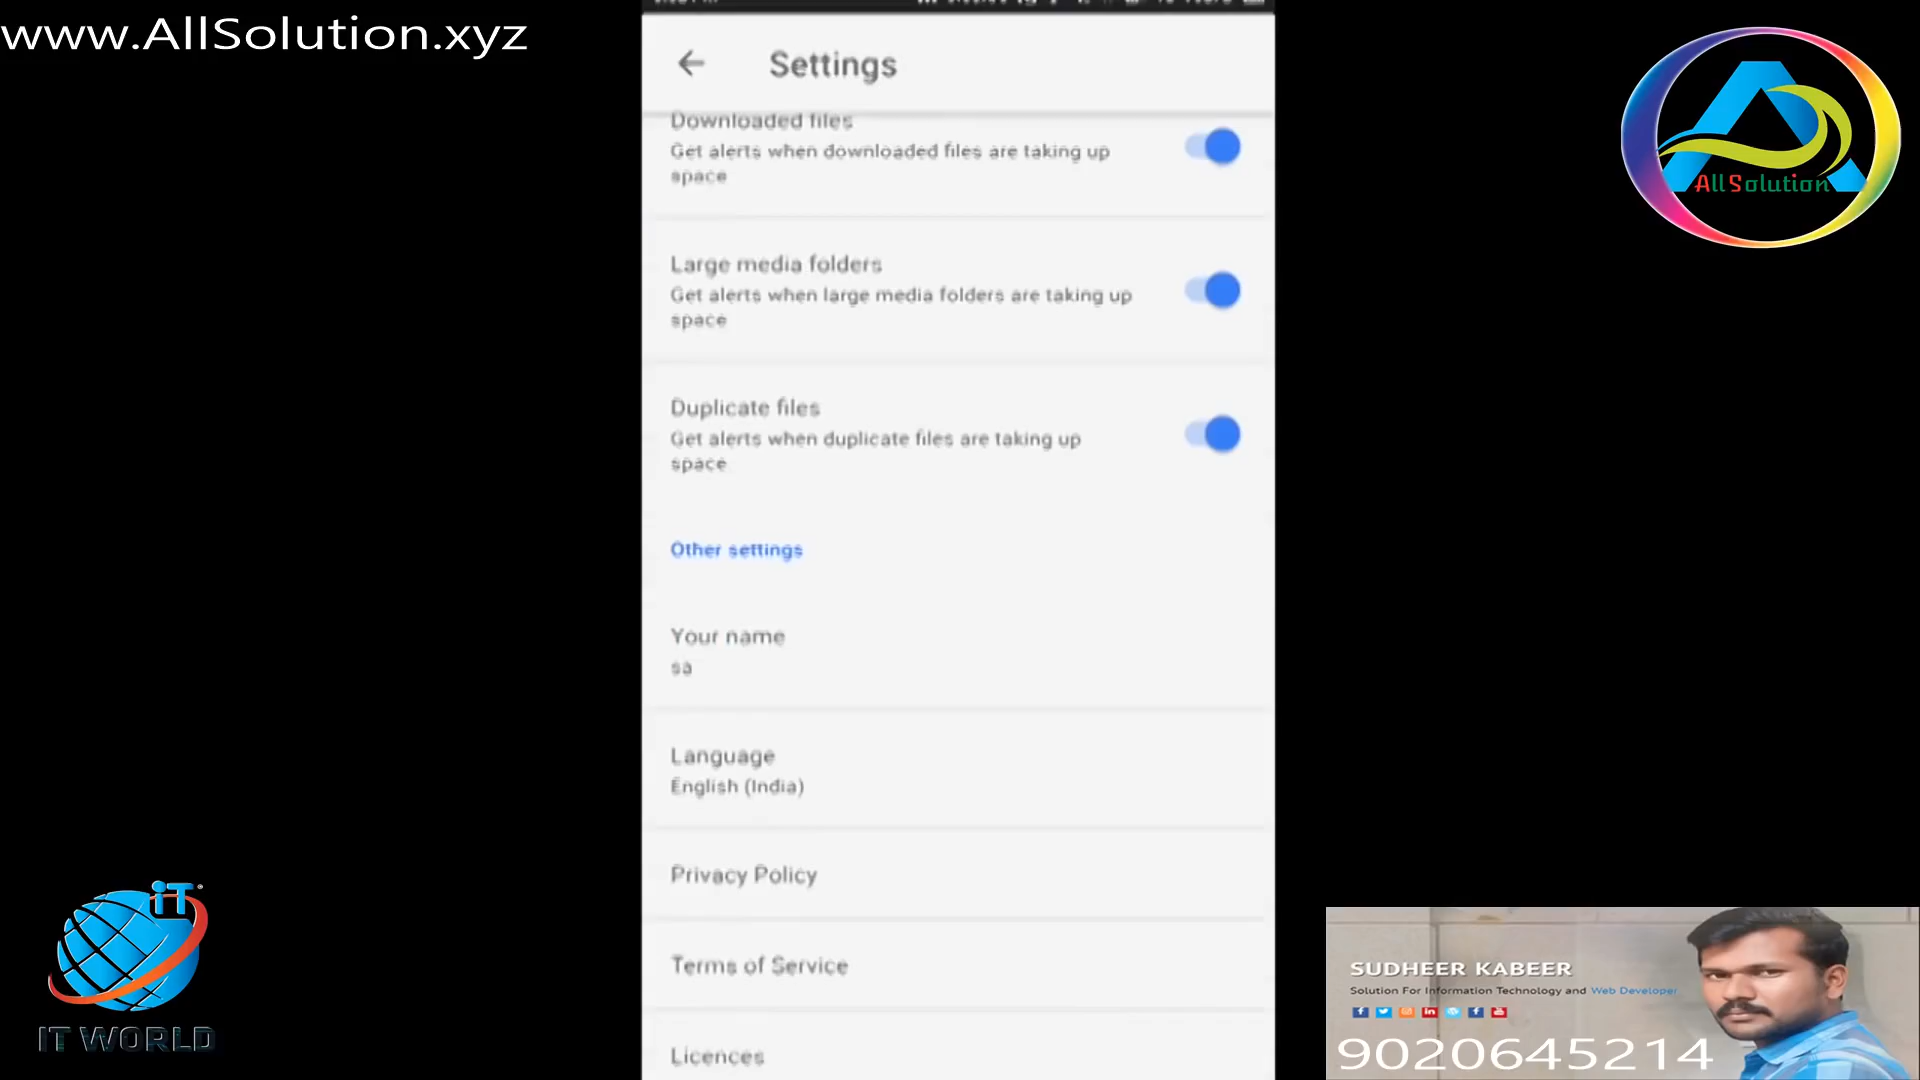 www.AllSolution.xyz
Settings
Downloaded files
Get alerts when downloaded files are taking up
space
Large media folders
Get alerts when large media folders are taking up
space
Duplicate files
Get alerts when duplicate files are taking up
space
Other settings
Your name
sa
Language
English (India)
Privacy Policy
Terms of Service
Licences
All Solution
iT
IT WORLD
SUDHEER KABEER
Solution For Information Technology and Web Developer
9020645214